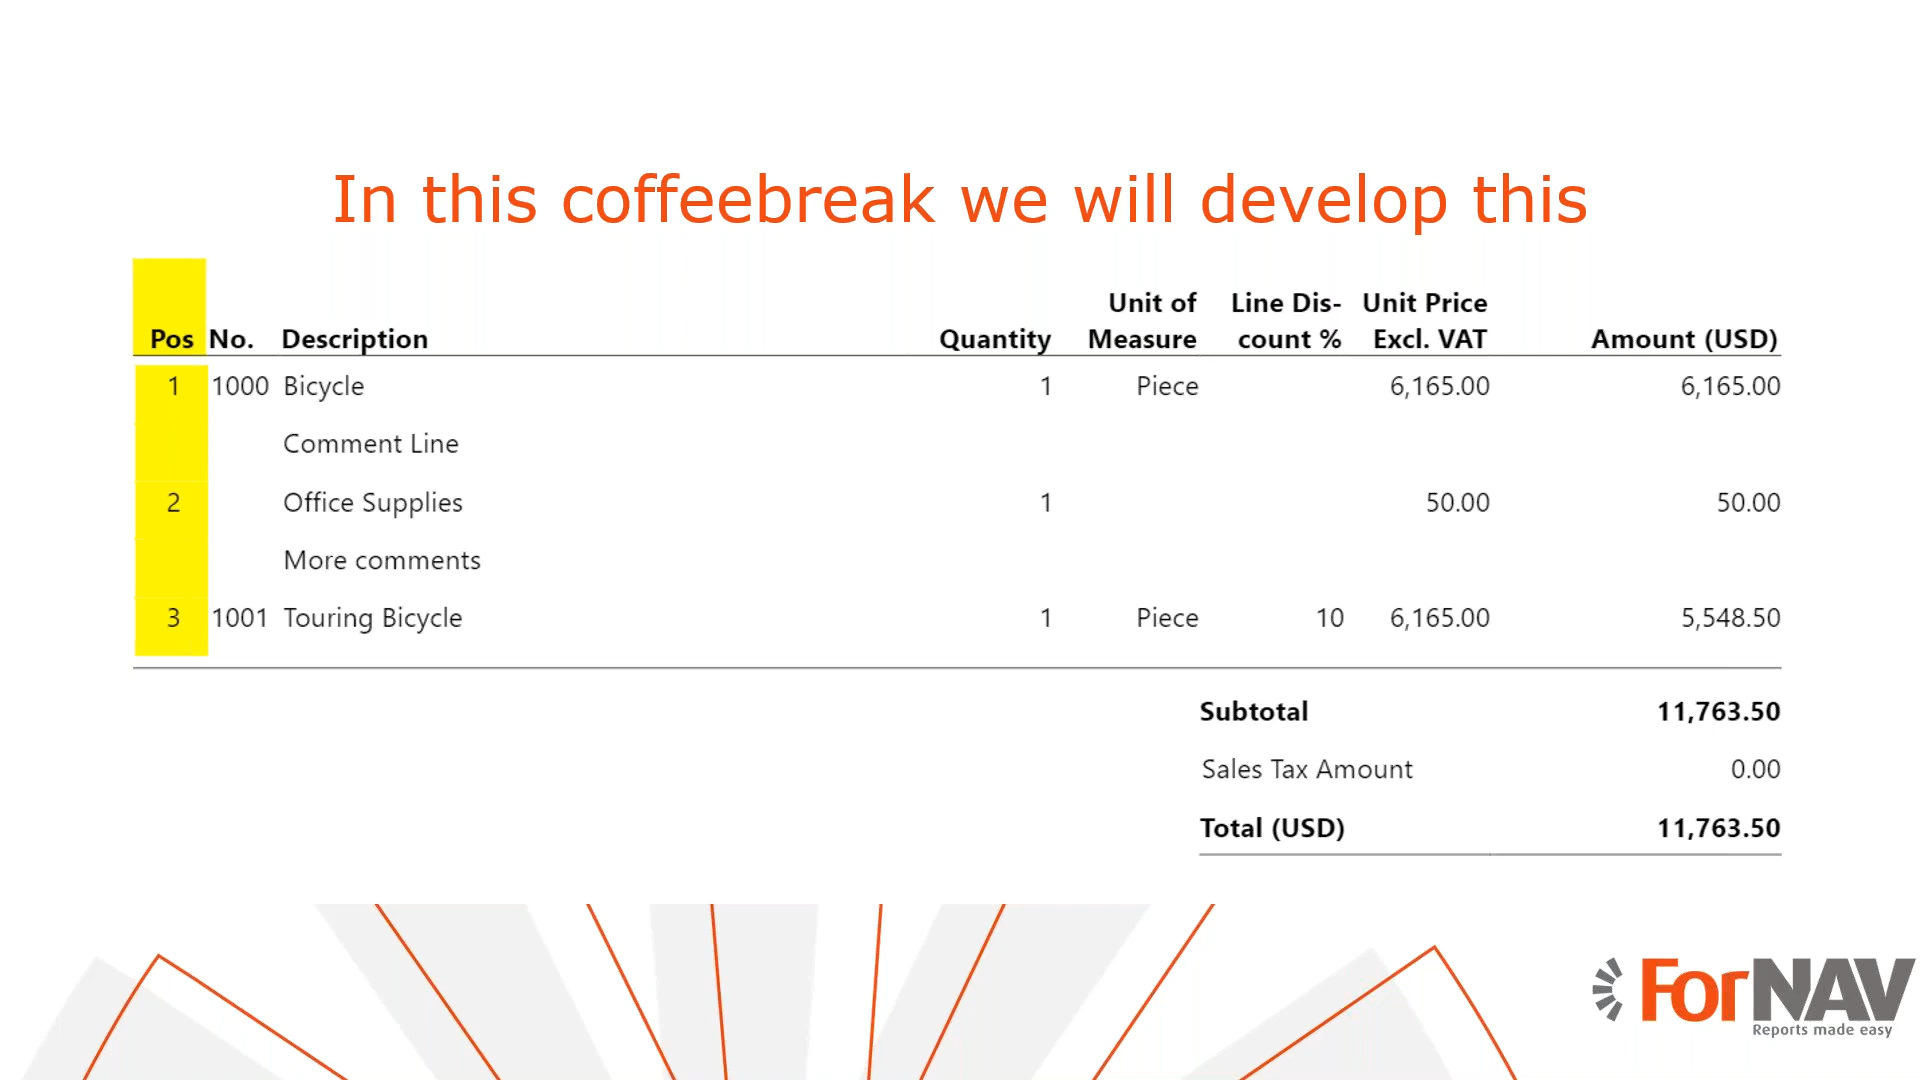 In this coffeebreak we will develop this
Unit of Line Dis- Unit Price
Pos No. Description Quantity Measure count % Excl. VAT Amount (USD)
1 1000 Bicycle 1 Piece 6,165.00 6,165.00
Comment Line
2 Office Supplies 1 50.00 50.00
More comments
3 1001 Touring Bicycle 1 Piece 10 6,165.00 5,548.50
Subtotal 11,763.50
Sales Tax Amount 0.00
Total (USD) 11,763.50
ForNAV
Reports made easy